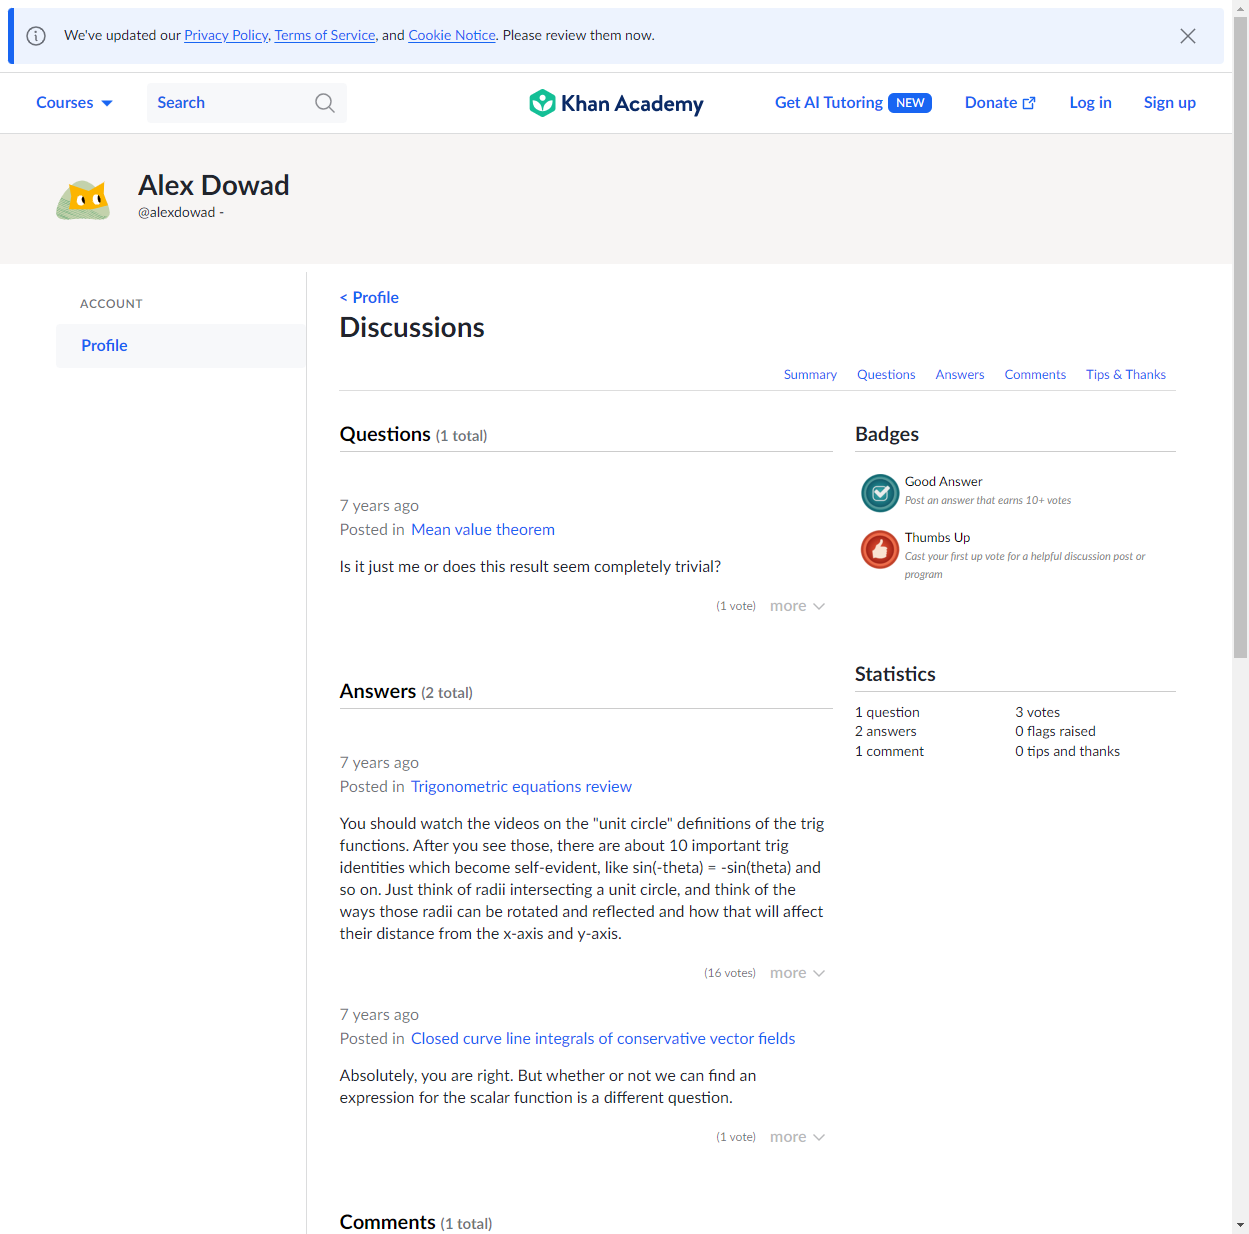 We've updated our Privacy Policy, Terms of Service, and Cookie Notice. Please review them now.
Courses
Search
Khan Academy
Get AI Tutoring NEW
Donate
Log in
Sign up
Alex Dowad
@alexdowad -
ACCOUNT
Profile
< Profile
Discussions
Summary Questions Answers Comments Tips & Thanks
Questions (1 total)
7 years ago
Posted in Mean value theorem
Is it just me or does this result seem completely trivial?
(1 vote) more
Answers (2 total)
7 years ago
Posted in Trigonometric equations review
You should watch the videos on the "unit circle" definitions of the trig
functions. After you see those, there are about 10 important trig
identities which become self-evident, like sin(-theta) = -sin(theta) and
so on. Just think of radii intersecting a unit circle, and think of the
ways those radii can be rotated and reflected and how that will affect
their distance from the x-axis and y-axis.
(16 votes) more
7 years ago
Posted in Closed curve line integrals of conservative vector fields
Absolutely, you are right. But whether or not we can find an
expression for the scalar function is a different question.
(1 vote) more
Comments (1 total)
Badges
Good Answer
Post an answer that earns 10+ votes
Thumbs Up
Cast your first up vote for a helpful discussion post or
program
Statistics
1 question
2 answers
1 comment
3 votes
0 flags raised
0 tips and thanks